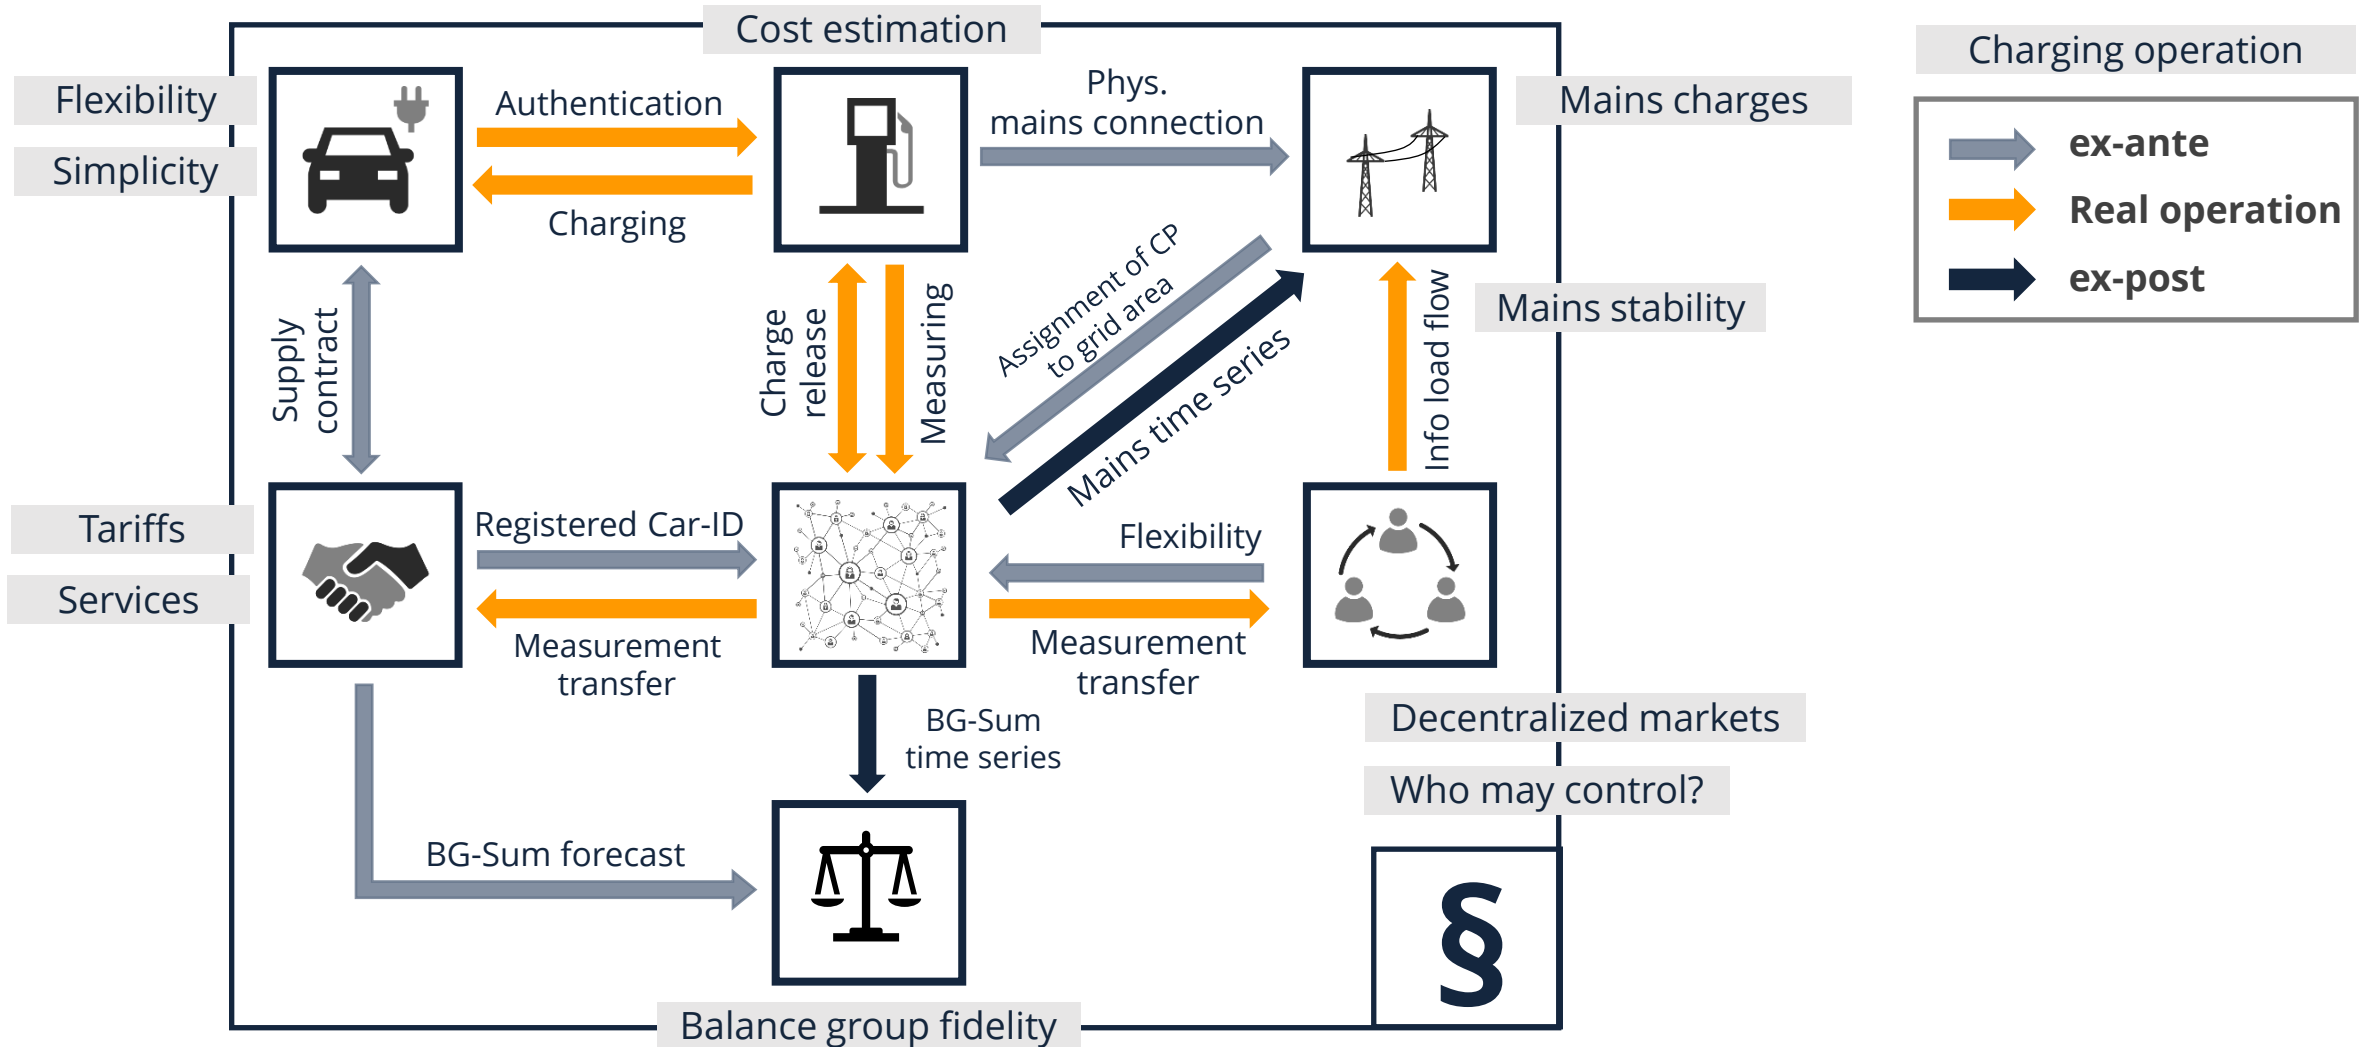 Cost estimation
Charging operation
Flexibility
Simplicity
Authentication
Charging
Phys.
mains connection
Mains charges
ex-ante
Real operation
ex-post
Supply
contract
Charge
release
Measuring
Assignment of CP
to grid area
Mains time series
Info load flow
Mains stability
Tariffs
Services
Registered Car-ID
Measurement
transfer
Flexibility
Measurement
transfer
BG-Sum
time series
Decentralized markets
Who may control?
BG-Sum forecast
§
Balance group fidelity